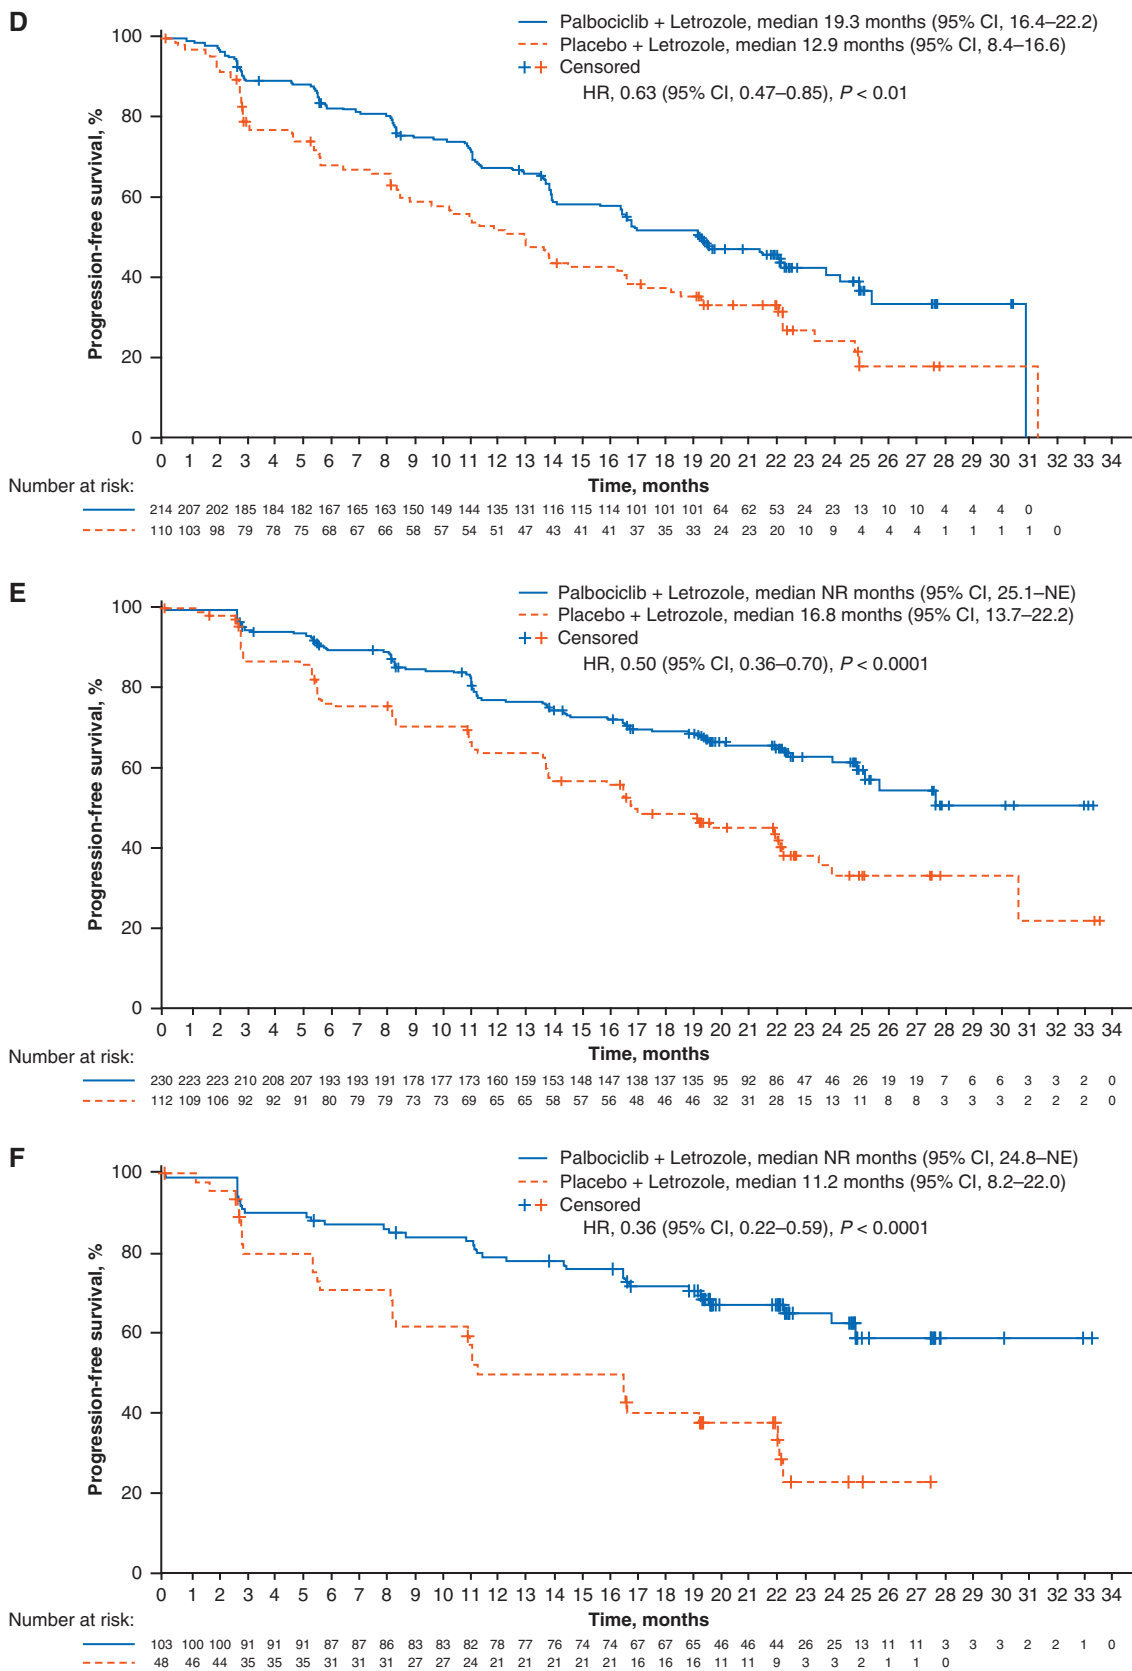 D
Palbociclib + Letrozole, median 19.3 months (95% CI, 16.4–22.2)
Placebo + Letrozole, median 12.9 months (95% CI, 8.4–16.6)
Censored
HR, 0.63 (95% CI, 0.47–0.85), P < 0.01
Progression-free survival, %
100
80
60
40
20
0
0 1 2 3 4 5 6 7 8 9 10 11 12 13 14 15 16 17 18 19 20 21 22 23 24 25 26 27 28 29 30 31 32 33 34
Number at risk:
Time, months
214 207 202 185 184 182 167 165 163 150 149 144 135 131 116 115 114 101 101 101 64 62 53 24 23 13 10 10 4 4 4 0
110 103 98 79 78 75 68 67 66 58 57 54 51 47 43 41 41 37 35 33 24 23 20 10 9 4 4 4 1 1 1 1 0
E
Palbociclib + Letrozole, median NR months (95% CI, 25.1–NE)
Placebo + Letrozole, median 16.8 months (95% CI, 13.7–22.2)
Censored
HR, 0.50 (95% CI, 0.36–0.70), P < 0.0001
Progression-free survival, %
100
80
60
40
20
0
0 1 2 3 4 5 6 7 8 9 10 11 12 13 14 15 16 17 18 19 20 21 22 23 24 25 26 27 28 29 30 31 32 33 34
Number at risk:
Time, months
230 223 223 210 208 207 193 193 191 178 177 173 160 159 153 148 147 138 137 135 95 92 86 47 46 26 19 19 7 6 6 3 3 2 0
112 109 106 92 92 91 80 79 79 73 73 69 65 65 58 57 56 48 46 46 32 31 28 15 13 11 8 8 3 3 3 2 2 2 0
F
Palbociclib + Letrozole, median NR months (95% CI, 24.8–NE)
Placebo + Letrozole, median 11.2 months (95% CI, 8.2–22.0)
Censored
HR, 0.36 (95% CI, 0.22–0.59), P < 0.0001
Progression-free survival, %
100
80
60
40
20
0
0 1 2 3 4 5 6 7 8 9 10 11 12 13 14 15 16 17 18 19 20 21 22 23 24 25 26 27 28 29 30 31 32 33 34
Number at risk:
Time, months
103 100 100 91 91 91 87 87 86 83 83 82 78 77 76 74 74 67 67 65 46 46 44 26 25 13 11 11 3 3 3 2 2 1 0
48 46 44 35 35 35 31 31 31 27 27 24 21 21 21 21 21 16 16 16 11 11 9 3 3 2 1 1 0